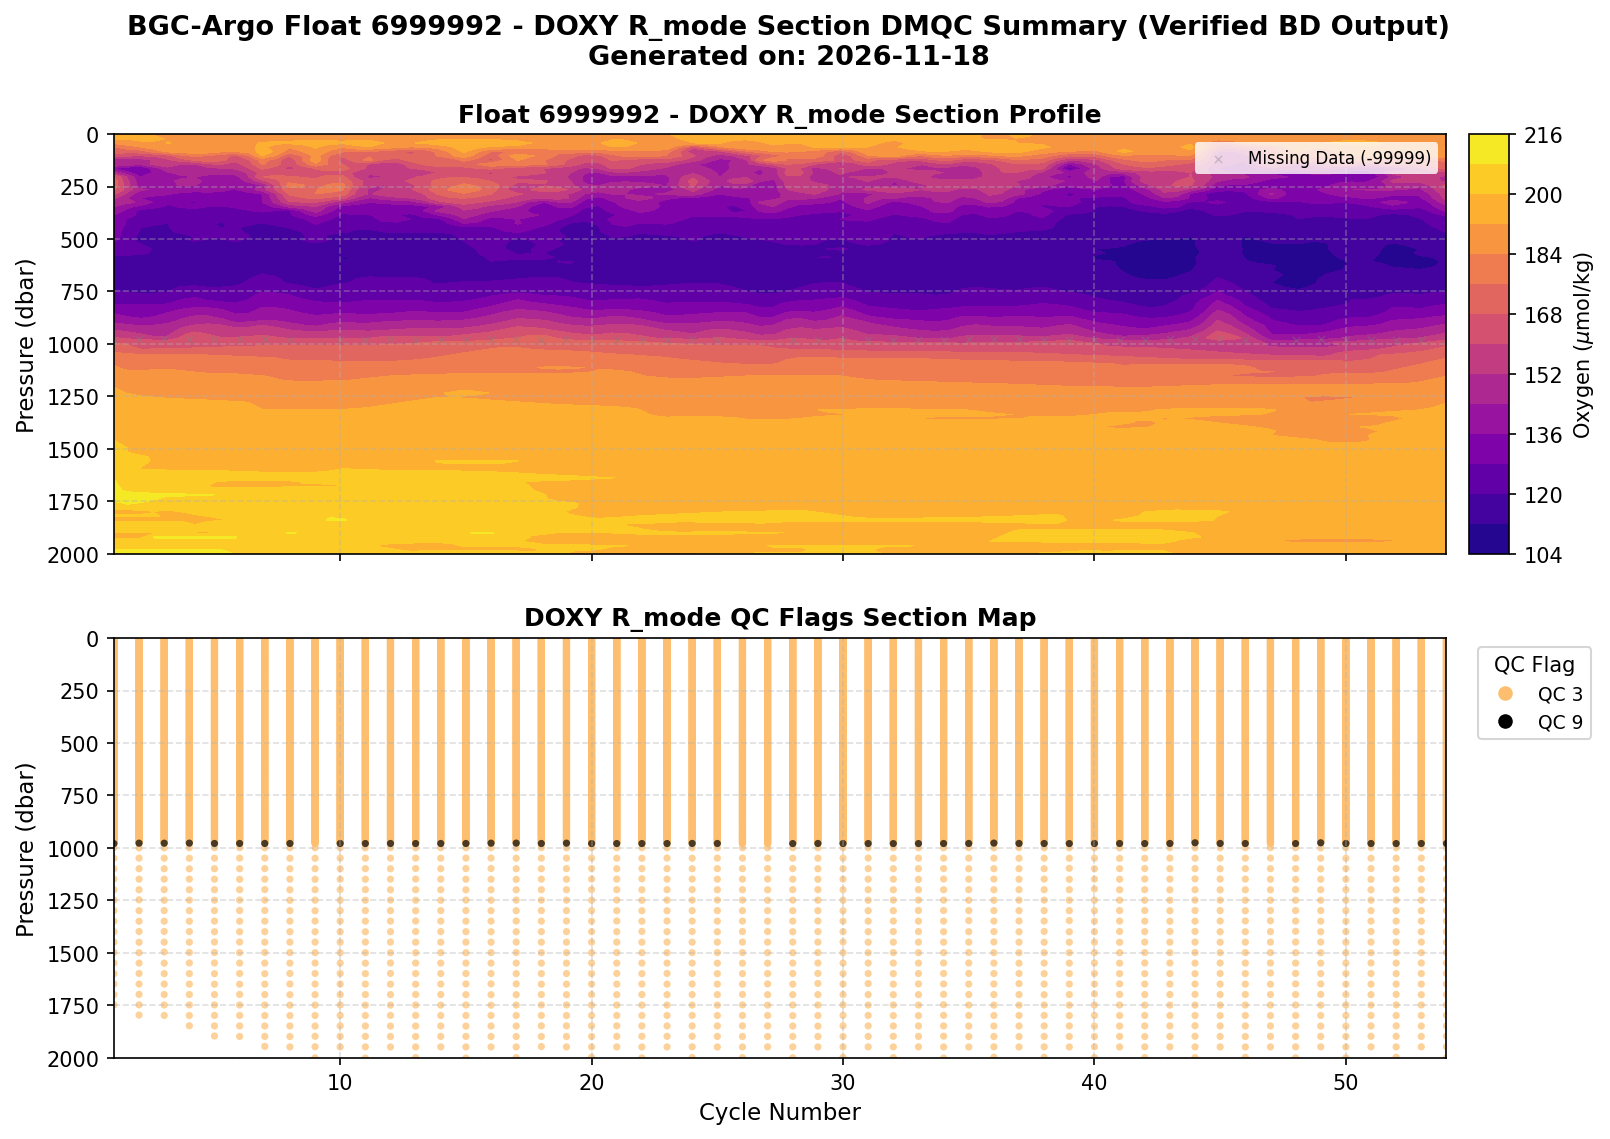 BGC-Argo Float 6999992 - DOXY R_mode Section DMQC Summary (Verified BD Output)
Generated on: 2026-11-18
Float 6999992 - DOXY R_mode Section Profile
Pressure (dbar)
0
250
500
750
1000
1250
1500
1750
2000
× Missing Data (-99999)
216
200
184
168
152
136
120
104
Oxygen (μmol/kg)
DOXY R_mode QC Flags Section Map
Pressure (dbar)
0
250
500
750
1000
1250
1500
1750
2000
10
20
30
40
50
Cycle Number
QC Flag
QC 3
QC 9